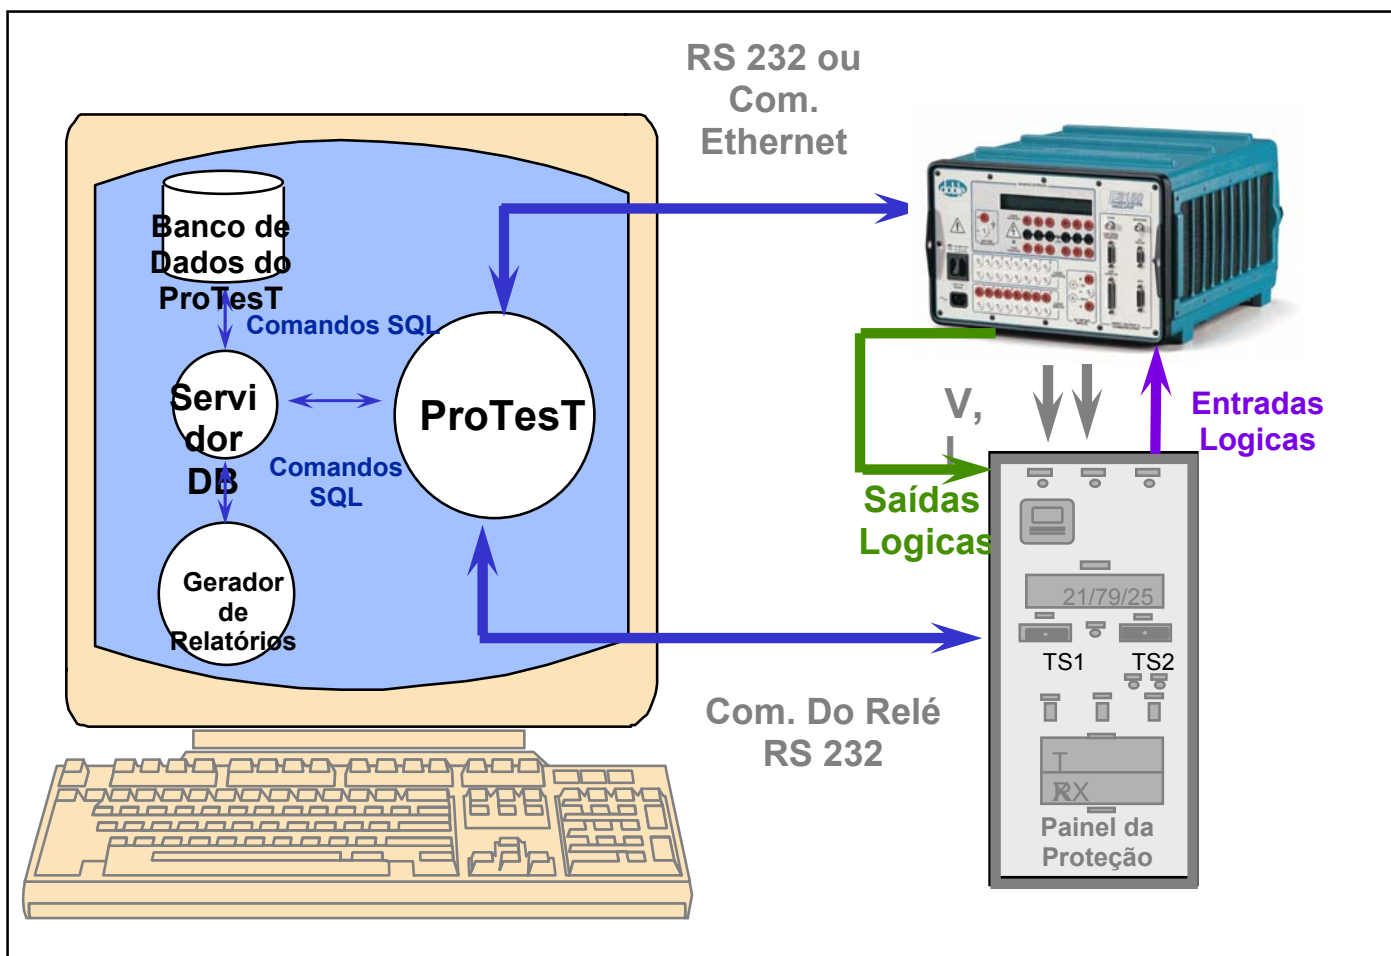 RS 232 ou
Com.
Ethernet
Banco de
Dados do
ProTesT
Comandos SQL
Servi
dor
DB
ProTesT
Comandos
SQL
Gerador
de
Relatórios
doble
V,
I
Entradas
Logicas
Saídas
Logicas
21/79/25
TS1
TS2
Com. Do Relé
RS 232
T
X
RX
Painel da
Proteção